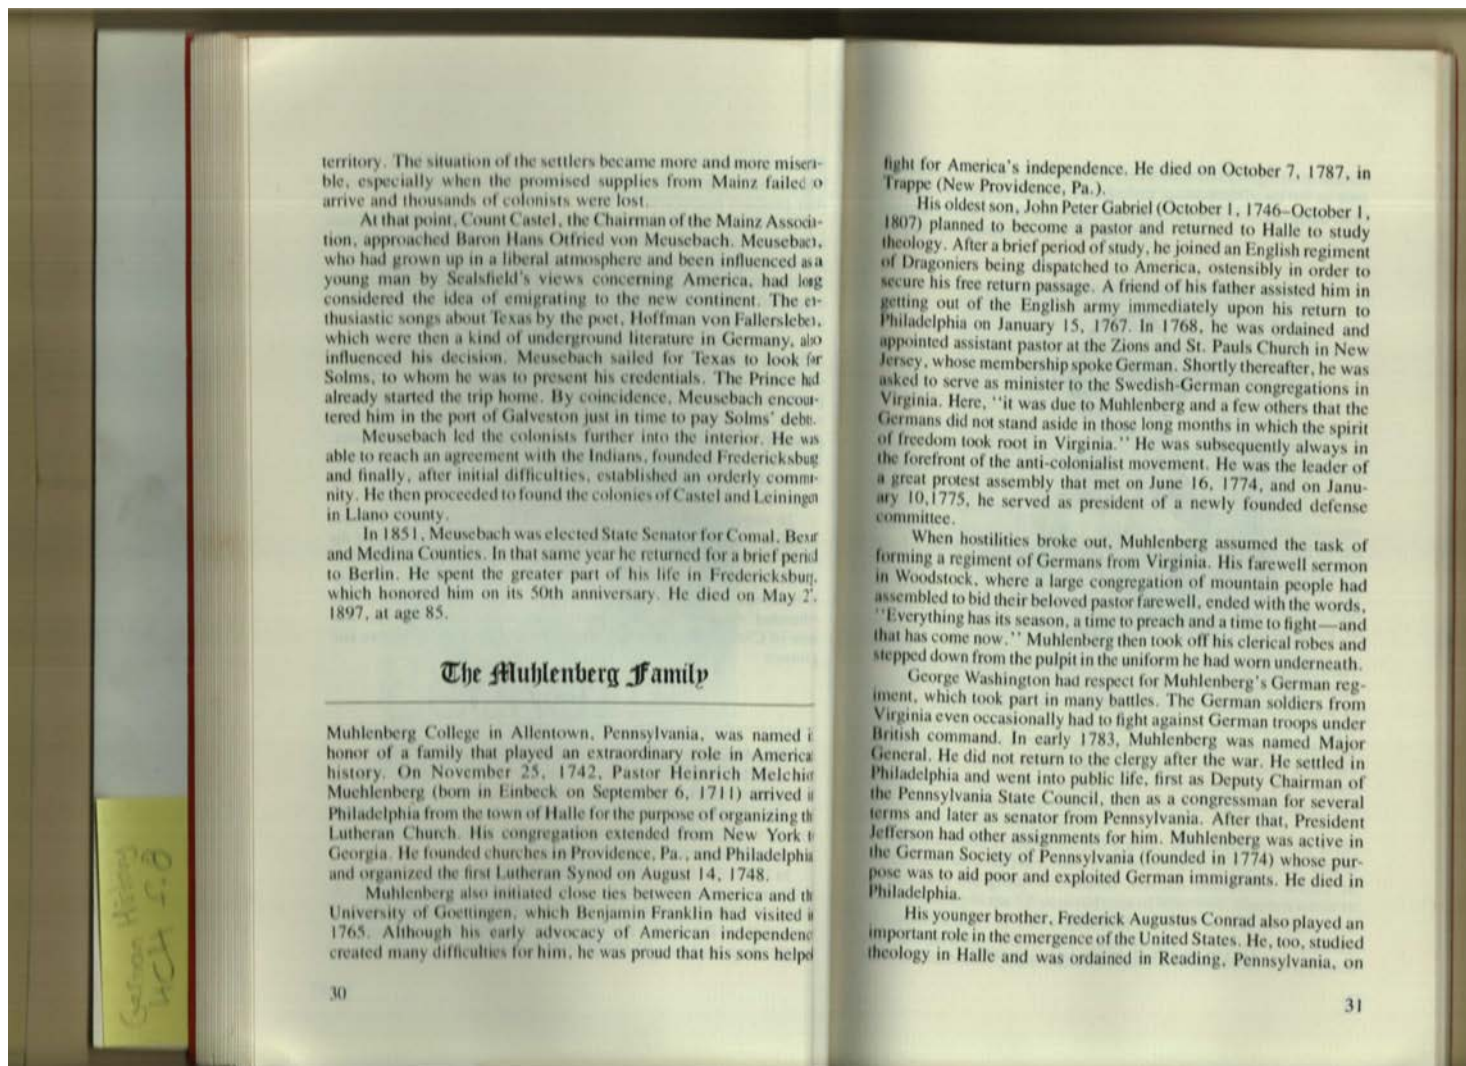 territory. The situation of the settlers became more and more misera-
ble, especially when the promised supplies from Mainz failed o
arrive and thousands of colonists were lost.
At that point, Count Castel, the Chairman of the Mainz Associa-
tion, approached Baron Hans Otfried von Meusebach. Meusebach,
who had grown up in a liberal atmosphere and been influenced as a
young man by Sealsfield's views concerning America, had long
considered the idea of emigrating to the new continent. The en-
thusiastic songs about Texas by the poet, Hoffman von Fallersleben,
which were then a kind of underground literature in Germany, also
influenced his decision. Meusebach sailed for Texas to look for
Solms, to whom he was to present his credentials. The Prince had
already started the trip home. By coincidence, Meusebach encoun-
tered him in the port of Galveston just in time to pay Solms' debts.
Meusebach led the colonists further into the interior. He was
able to reach an agreement with the Indians, founded Fredericksburg
and finally, after initial difficulties, established an orderly commu-
nity. He then proceeded to found the colonies of Castel and Leiningen
in Llano county.
In 1851, Meusebach was elected State Senator for Comal, Bexar
and Medina Counties. In that same year he returned for a brief period
to Berlin. He spent the greater part of his life in Fredericksburg,
which honored him on its 50th anniversary. He died on May
1897, at age 85.
The Muhlenberg Family
Muhlenberg College in Allentown, Pennsylvania, was named i
honor of a family that played an extraordinary role in America
history. On November 25, 1742, Pastor Heinrich Melchior
Muehlenberg (born in Einbeck on September 6, 1711) arrived i
Philadelphia from the town of Halle for the purpose of organizing th
Lutheran Church. His congregation extended from New York t
Georgia. He founded churches in Providence, Pa., and Philadelphia
and organized the first Lutheran Synod on August 14, 1748.
Muhlenberg also initiated close ties between America and th
University of Goettingen, which Benjamin Franklin had visited i
1765. Although his early advocacy of American independenc
created many difficulties for him, he was proud that his sons helped
30
fight for America's independence. He died on October 7, 1787, in
Trappe (New Providence, Pa.).
His oldest son, John Peter Gabriel (October 1, 1746–October 1,
1807) planned to become a pastor and returned to Halle to study
theology. After a brief period of study, he joined an English regiment
of Dragoniers being dispatched to America, ostensibly in order to
secure his free return passage. A friend of his father assisted him in
getting out of the English army immediately upon his return to
Philadelphia on January 15, 1767. In 1768, he was ordained and
appointed assistant pastor at the Zions and St. Pauls Church in New
Jersey, whose membership spoke German. Shortly thereafter, he was
asked to serve as minister to the Swedish-German congregations in
Virginia. Here, "it was due to Muhlenberg and a few others that the
Germans did not stand aside in those long months in which the spirit
of freedom took root in Virginia." He was subsequently always in
the forefront of the anti-colonialist movement. He was the leader of
a great protest assembly that met on June 16, 1774, and on Janu-
ary 10,1775, he served as president of a newly founded defense
committee.
When hostilities broke out, Muhlenberg assumed the task of
forming a regiment of Germans from Virginia. His farewell sermon
in Woodstock, where a large congregation of mountain people had
assembled to bid their beloved pastor farewell, ended with the words,
"Everything has its season, a time to preach and a time to fight—and
that has come now." Muhlenberg then took off his clerical robes and
stepped down from the pulpit in the uniform he had worn underneath.
George Washington had respect for Muhlenberg's German reg-
iment, which took part in many battles. The German soldiers from
Virginia even occasionally had to fight against German troops under
British command. In early 1783, Muhlenberg was named Major
General. He did not return to the clergy after the war. He settled in
Philadelphia and went into public life, first as Deputy Chairman of
the Pennsylvania State Council, then as a congressman for several
terms and later as senator from Pennsylvania. After that, President
Jefferson had other assignments for him. Muhlenberg was active in
the German Society of Pennsylvania (founded in 1774) whose pur-
pose was to aid poor and exploited German immigrants. He died in
Philadelphia.
His younger brother, Frederick Augustus Conrad also played an
important role in the emergence of the United States. He, too, studied
theology in Halle and was ordained in Reading, Pennsylvania, on
31
German History